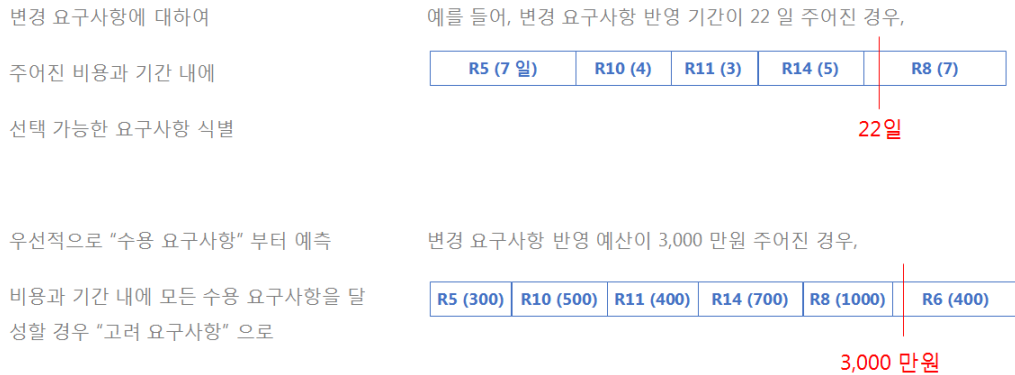 변경 요구사항에 대하여
주어진 비용과 기간 내에
선택 가능한 요구사항 식별
예를 들어, 변경 요구사항 반영 기간이 22 일 주어진 경우,
R5 (7 일) R10 (4) R11 (3) R14 (5) R8 (7)
22일
우선적으로 “수용 요구사항” 부터 예측
비용과 기간 내에 모든 수용 요구사항을 달
성할 경우 “고려 요구사항” 으로
변경 요구사항 반영 예산이 3,000 만원 주어진 경우,
R5 (300) R10 (500) R11 (400) R14 (700) R8 (1000) R6 (400)
3,000 만원